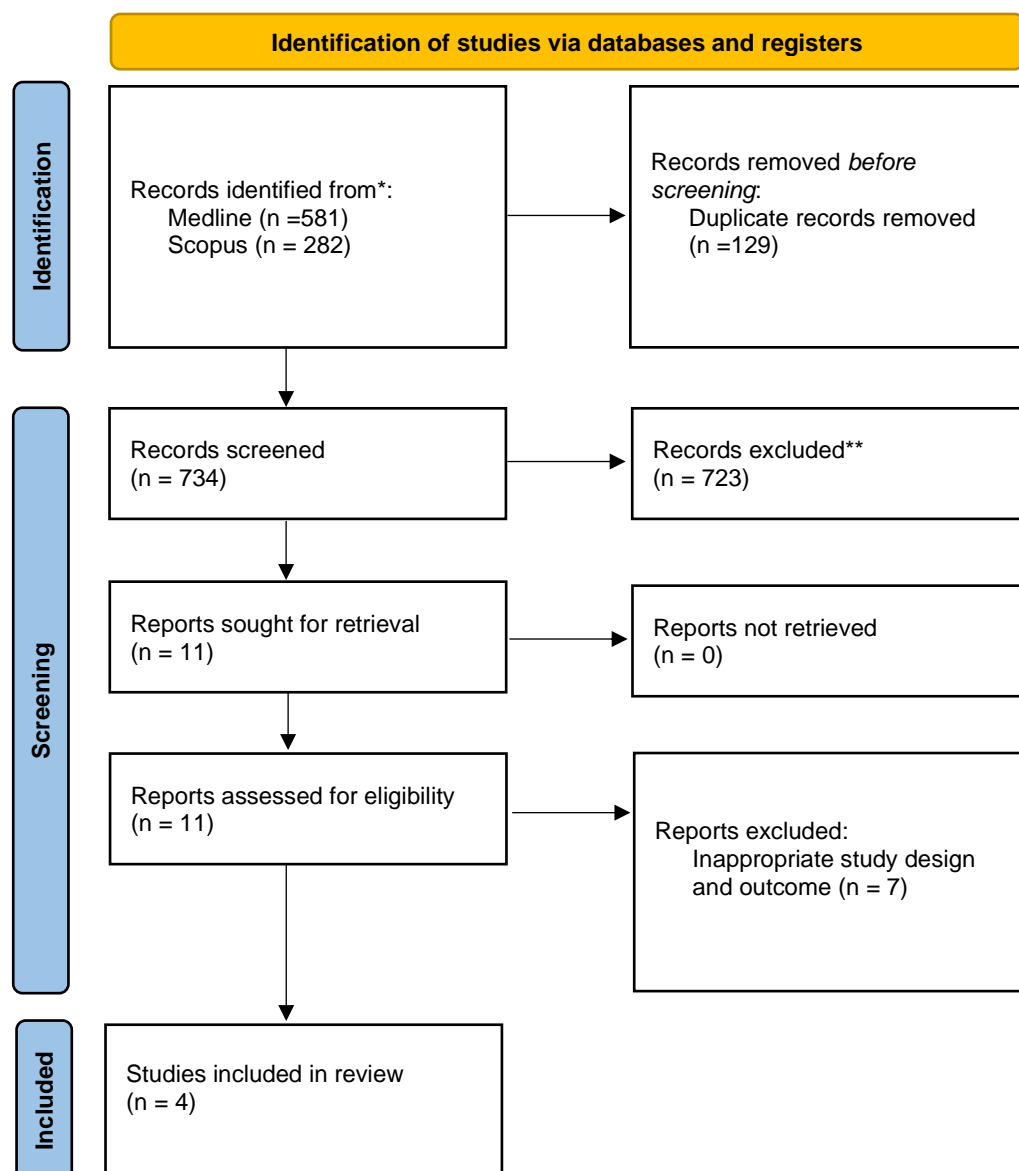 Identification of studies via databases and registers
Identification
Records identified from*:
Medline (n =581)
Scopus (n = 282)
Records removed before
screening:
Duplicate records removed
(n =129)
Screening
Records screened
(n = 734)
Records excluded**
(n = 723)
Reports sought for retrieval
(n = 11)
Reports not retrieved
(n = 0)
Reports assessed for eligibility
(n = 11)
Reports excluded:
Inappropriate study design
and outcome (n = 7)
Included
Studies included in review
(n = 4)